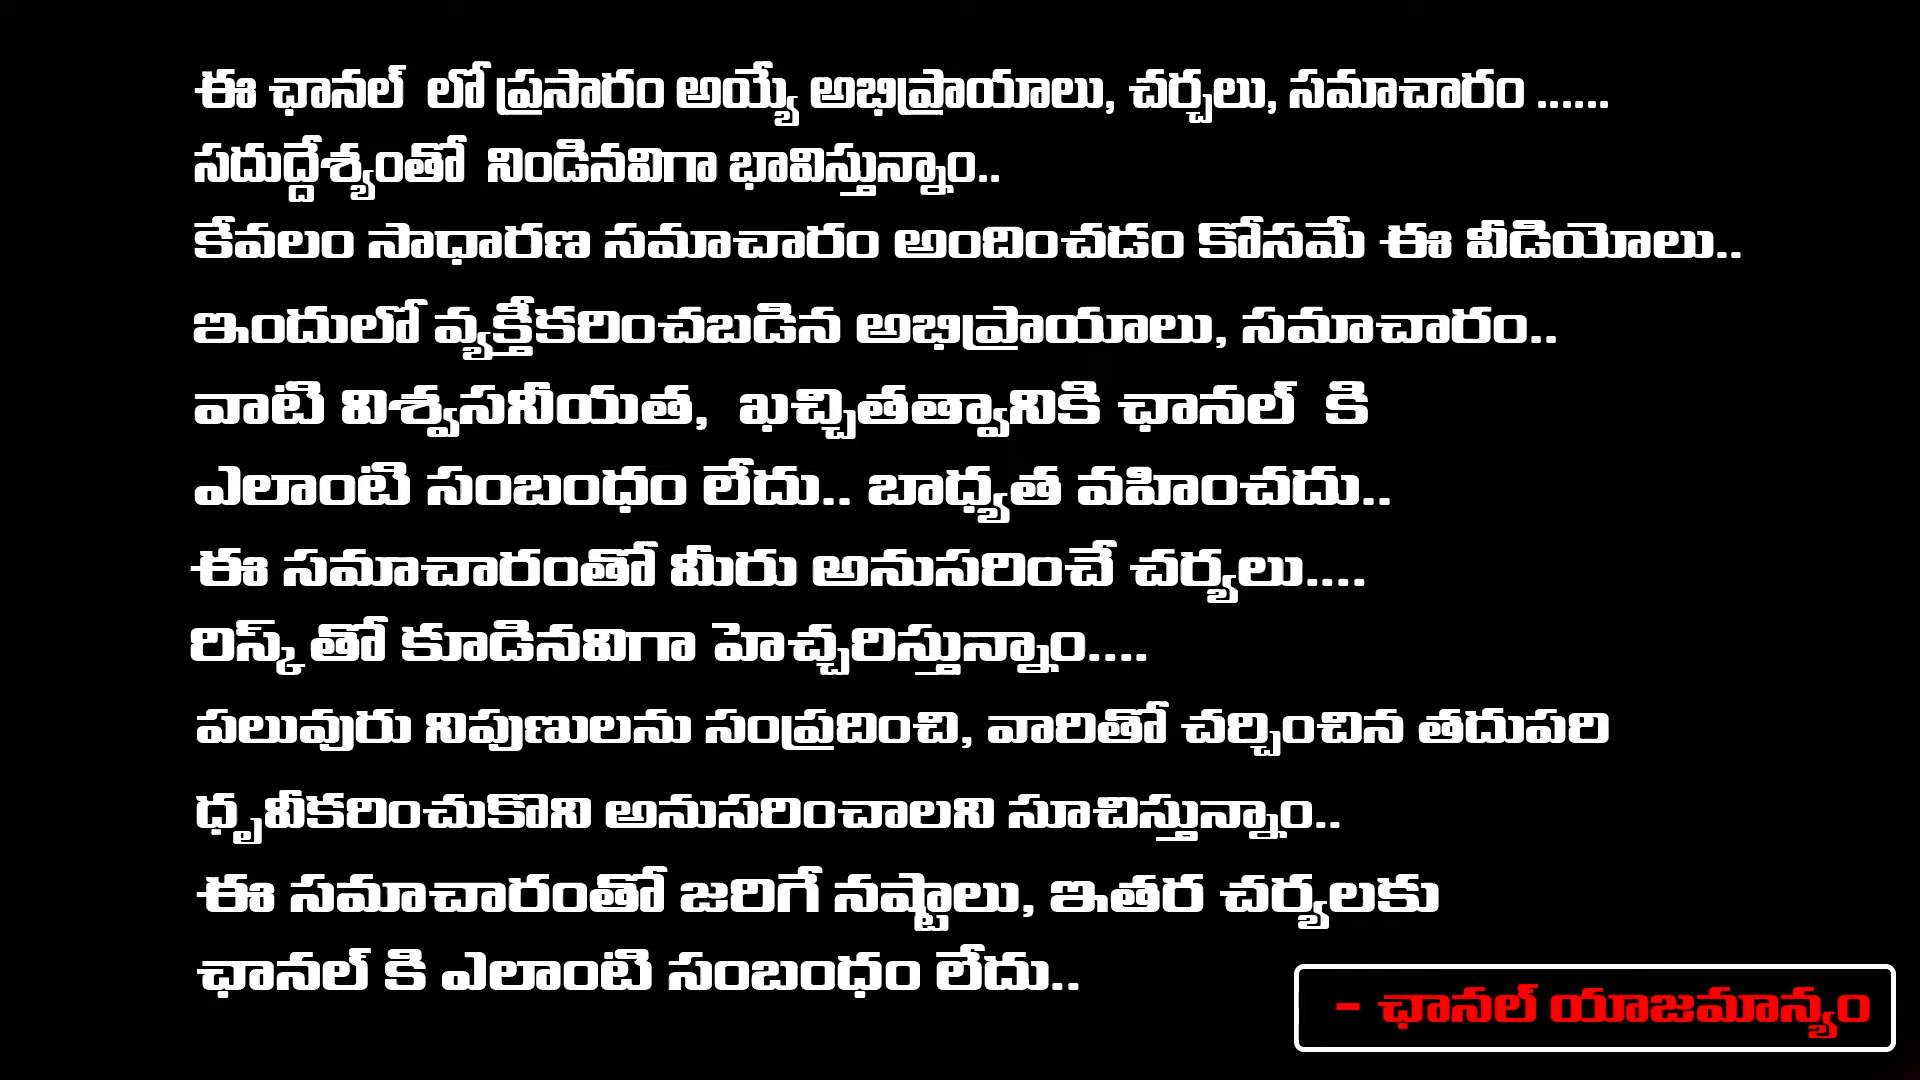 ఈ ఛానల్ లో ప్రసారం అయ్యే అభిప్రాయాలు, చర్చలు, సమాచారం ......
సదుద్దేశ్యంతో నిండినవిగా భావిస్తున్నాం..
కేవలం సాధారణ సమాచారం అందించడం కోసమే ఈ వీడియోలు..
ఇందులో వ్యక్తీకరించబడిన అభిప్రాయాలు, సమాచారం..
వాటి విశ్వసనీయత, ఖచ్చితత్వానికి ఛానల్ కి
ఎలాంటి సంబంధం లేదు.. బాధ్యత వహించదు..
ఈ సమాచారంతో మీరు అనుసరించే చర్యలు....
రిస్క్ తో కూడినవిగా హెచ్చరిస్తున్నాం....
పలువురు నిపుణులను సంప్రదించి, వారితో చర్చించిన తదుపరి
ధృవీకరించుకొని అనుసరించాలని సూచిస్తున్నాం..
ఈ సమాచారంతో జరిగే నష్టాలు, ఇతర చర్యలకు
ఛానల్ కి ఎలాంటి సంబంధం లేదు..
- ఛానల్ యాజమాన్యం